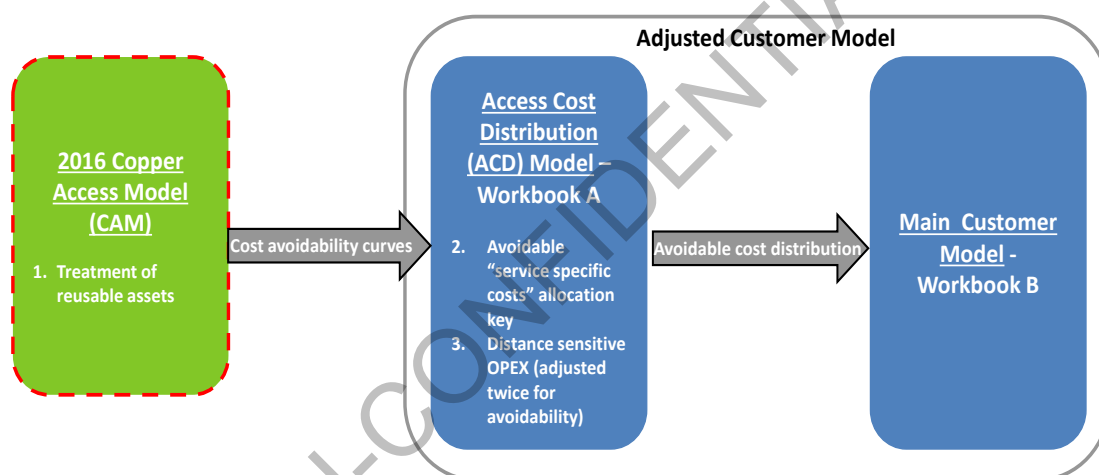 Adjusted Customer Model
2016 Copper
Access Model
(CAM)
1. Treatment of
reusable assets
Cost avoidability curves
Access Cost
Distribution
(ACD) Model –
Workbook A
2. Avoidable
“service specific
costs” allocation
key
3. Distance sensitive
OPEX (adjusted
twice for
avoidability)
Avoidable cost distribution
Main Customer
Model -
Workbook B
-CONFIDENTIA